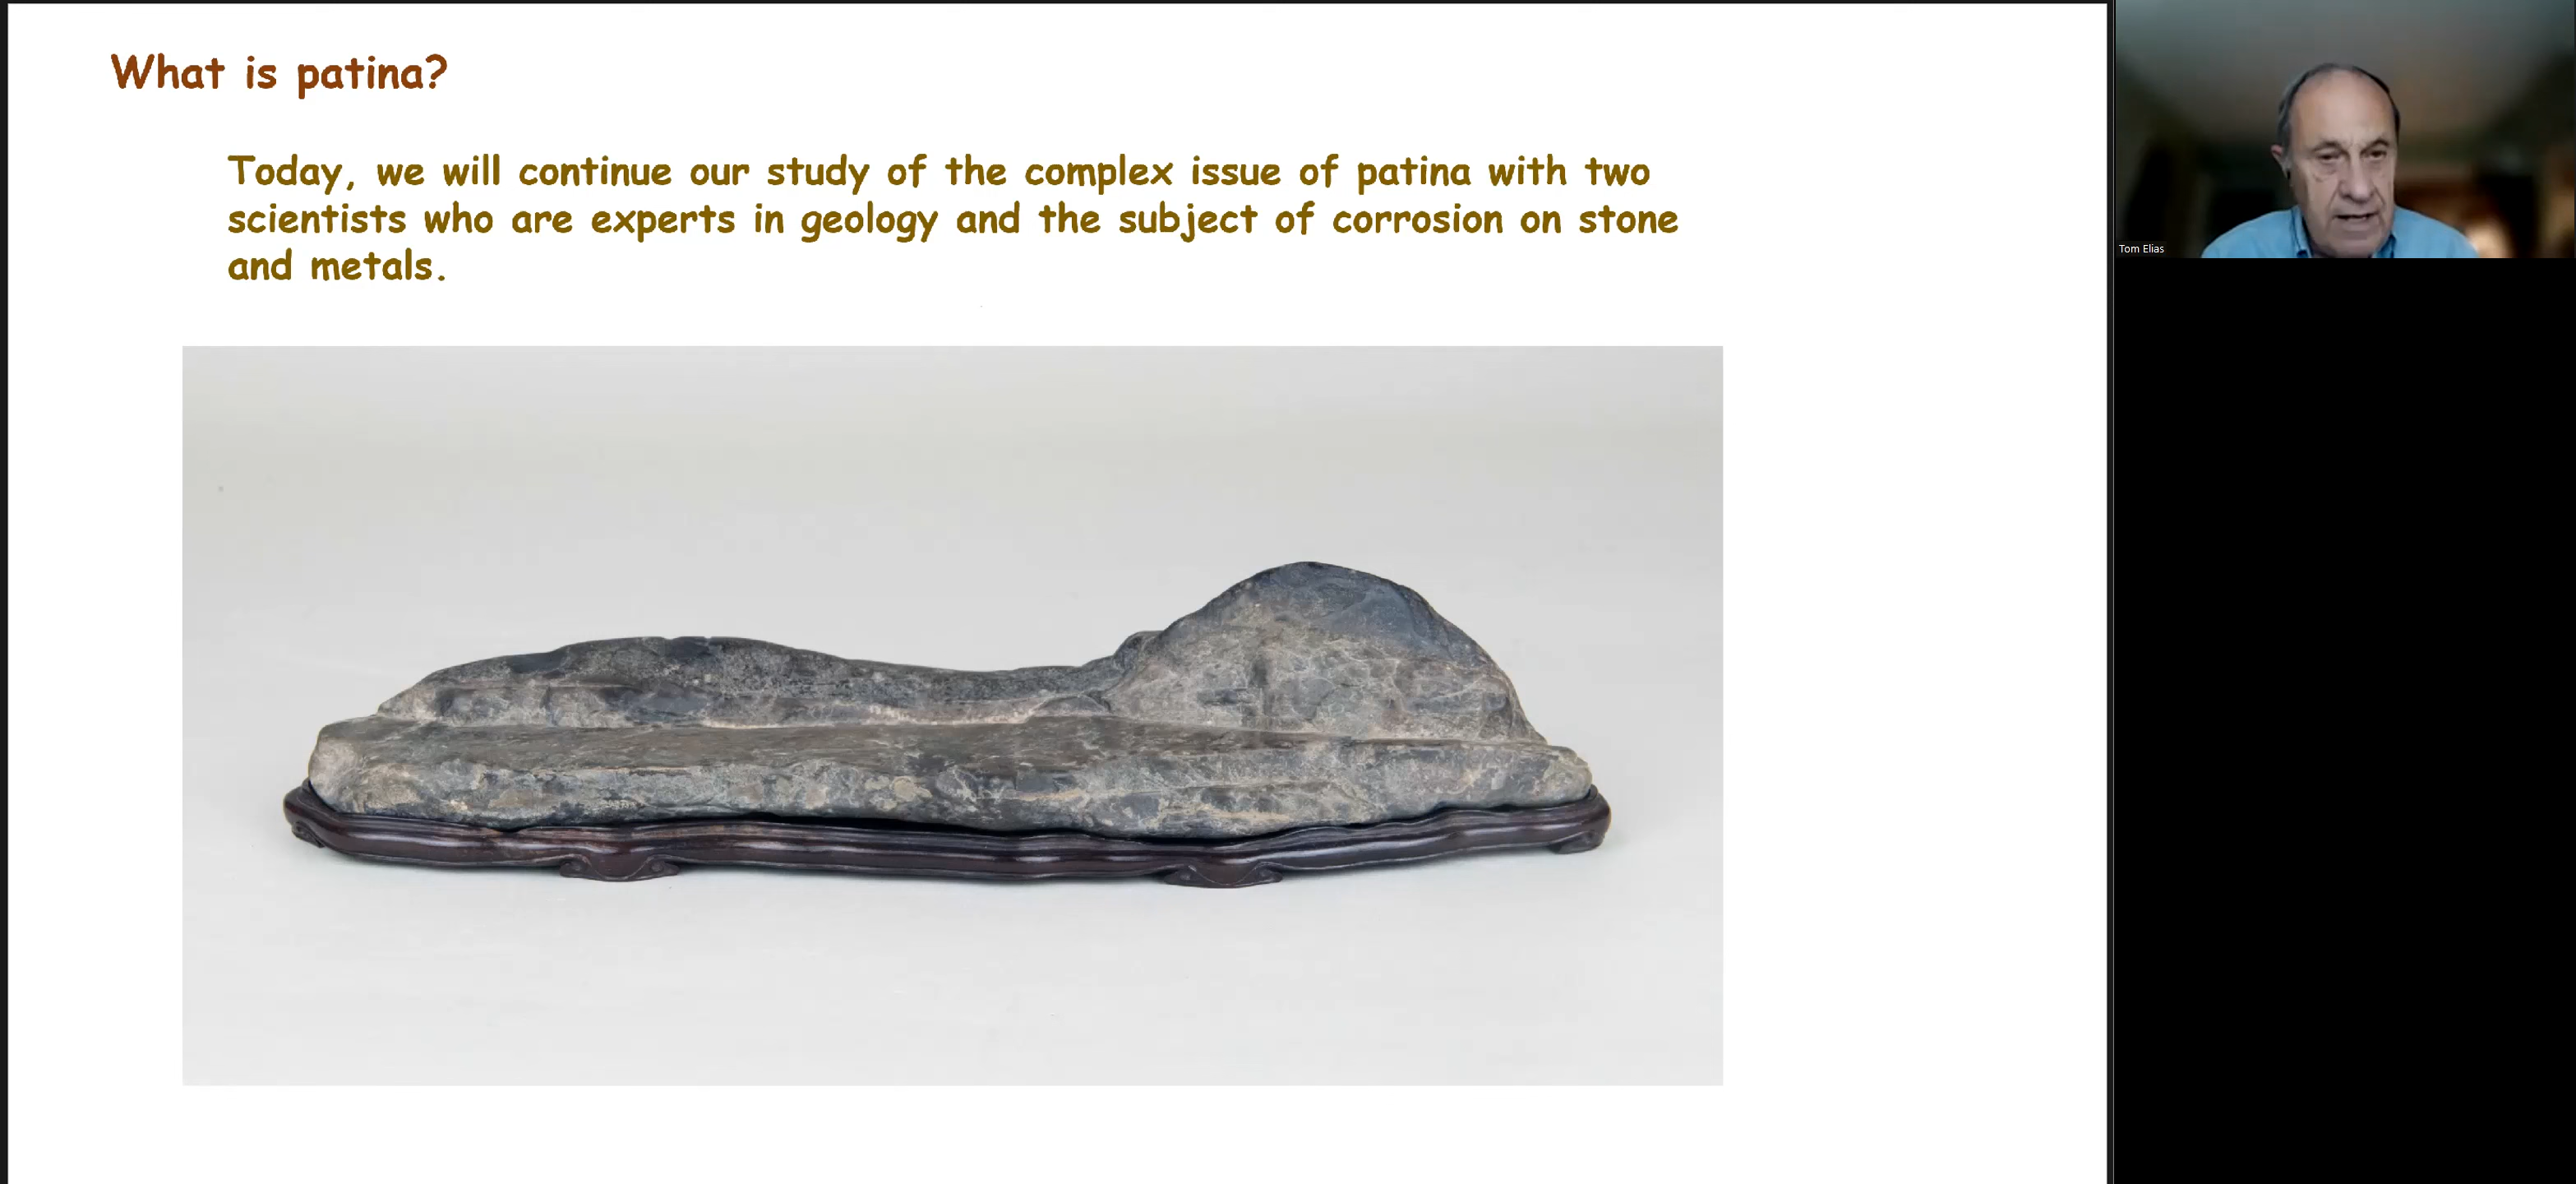 What is patina?
Today, we will continue our study of the complex issue of patina with two
scientists who are experts in geology and the subject of corrosion on stone
and metals.
Tom Elias